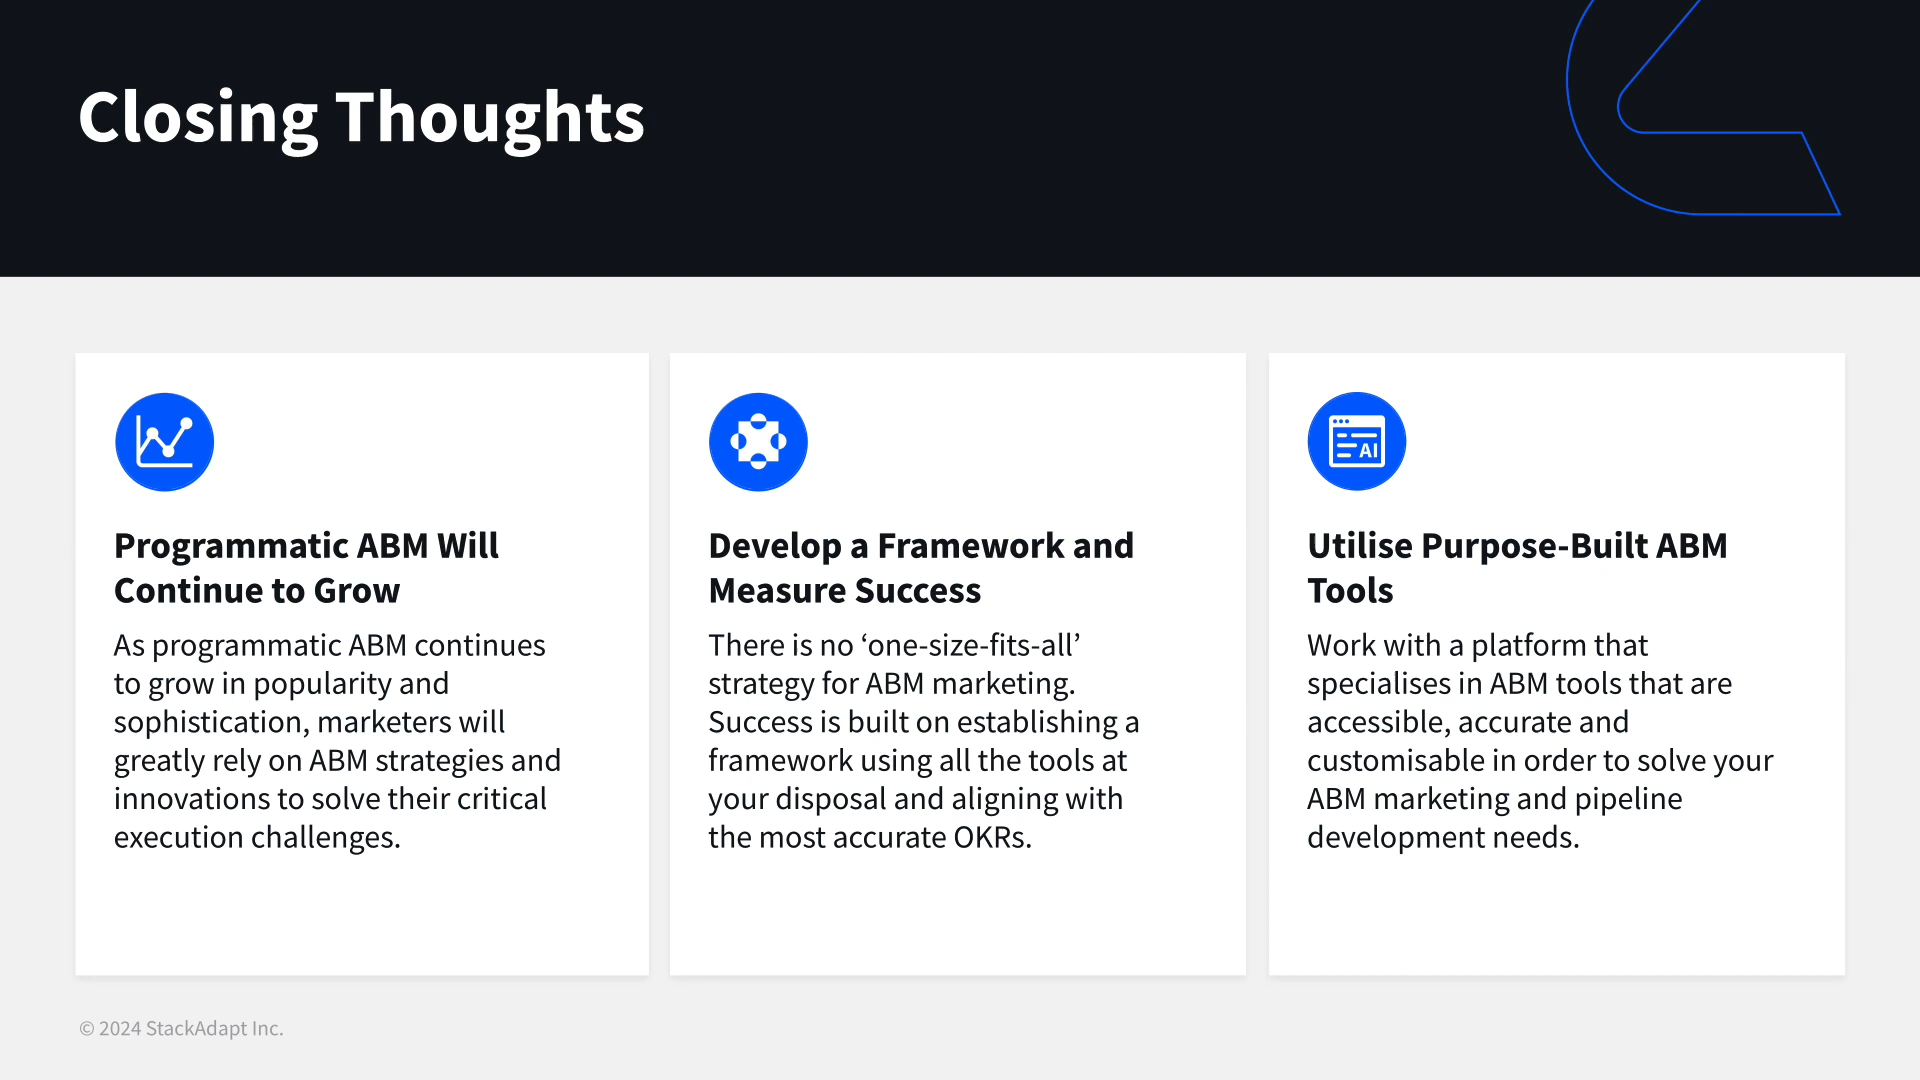 Closing Thoughts
AI
Programmatic ABM Will
Continue to Grow
As programmatic ABM continues
to grow in popularity and
sophistication, marketers will
greatly rely on ABM strategies and
innovations to solve their critical
execution challenges.
Develop a Framework and
Measure Success
There is no ‘one-size-fits-all’
strategy for ABM marketing.
Success is built on establishing a
framework using all the tools at
your disposal and aligning with
the most accurate OKRs.
Utilise Purpose-Built ABM
Tools
Work with a platform that
specialises in ABM tools that are
accessible, accurate and
customisable in order to solve your
ABM marketing and pipeline
development needs.
© 2024 StackAdapt Inc.